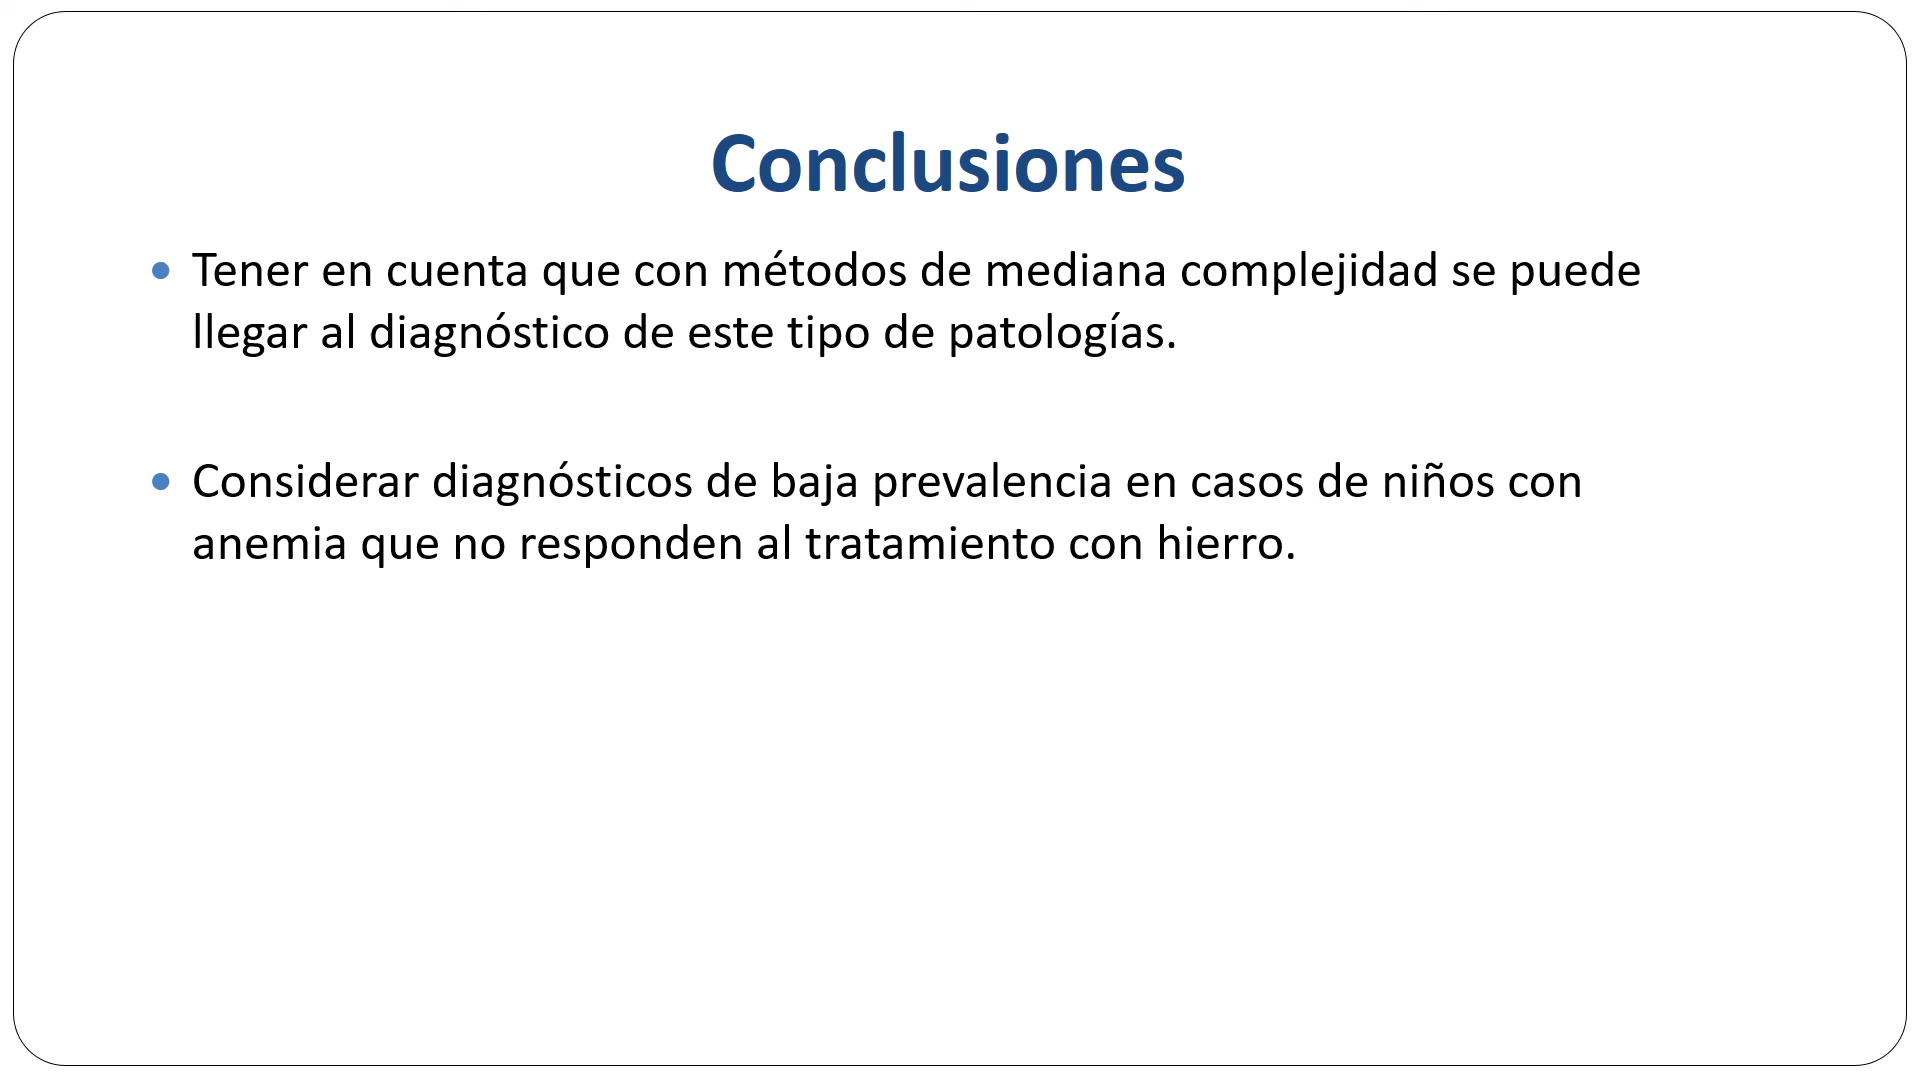 Conclusiones
• Tener en cuenta que con métodos de mediana complejidad se puede
llegar al diagnóstico de este tipo de patologías.
• Considerar diagnósticos de baja prevalencia en casos de niños con
anemia que no responden al tratamiento con hierro.